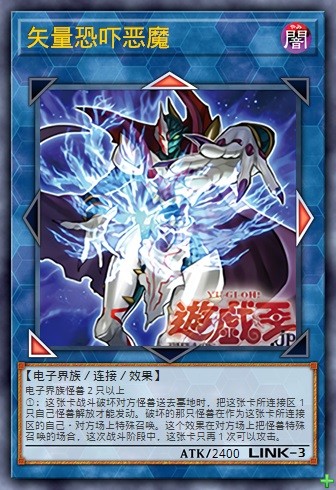 矢量恐吓恶魔
闇
YU-GI-OH!
遊戯王
JP
【电子界族／连接／效果】
电子界族怪兽2只以上
①：这张卡战斗破坏对方怪兽送去墓地时，把这张卡所连接区1
只自己怪兽解放才能发动。破坏的那只怪兽在作为这张卡所连接
区的自己·对方场上特殊召唤。这个效果在对方场上把怪兽特殊
召唤的场合，这次战斗阶段中，这张卡只再1次可以攻击。
ATK/2400 LINK-3